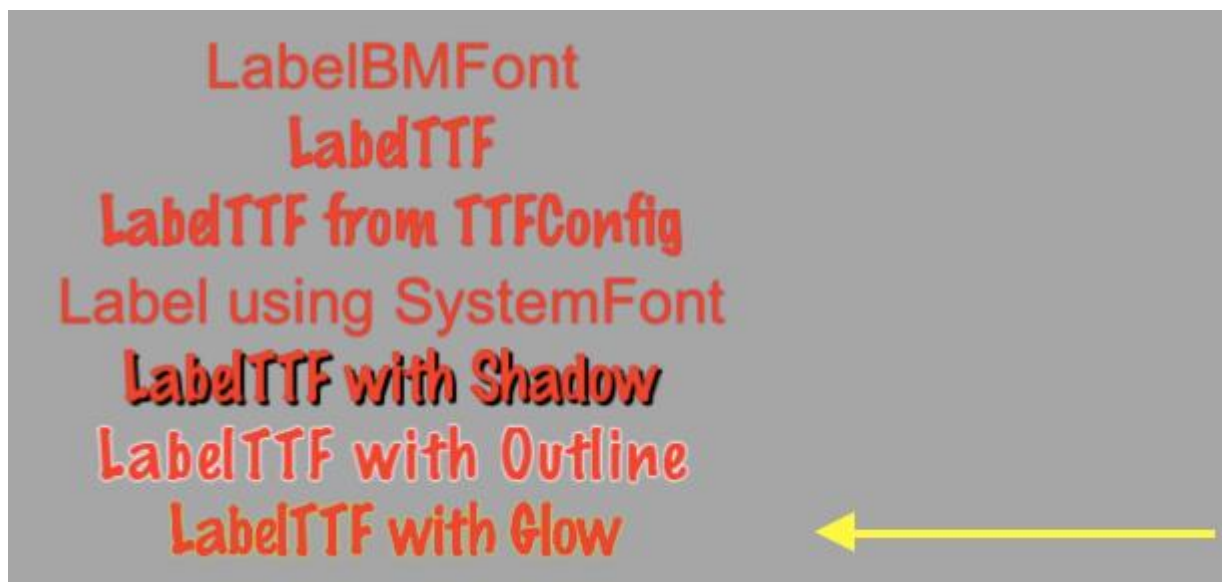 LabelBMFont
LabelTTF
LabelTTF from TTFConfig
Label using SystemFont
LabelTTF with Shadow
LabelTTF with Outline
LabelTTF with Glow